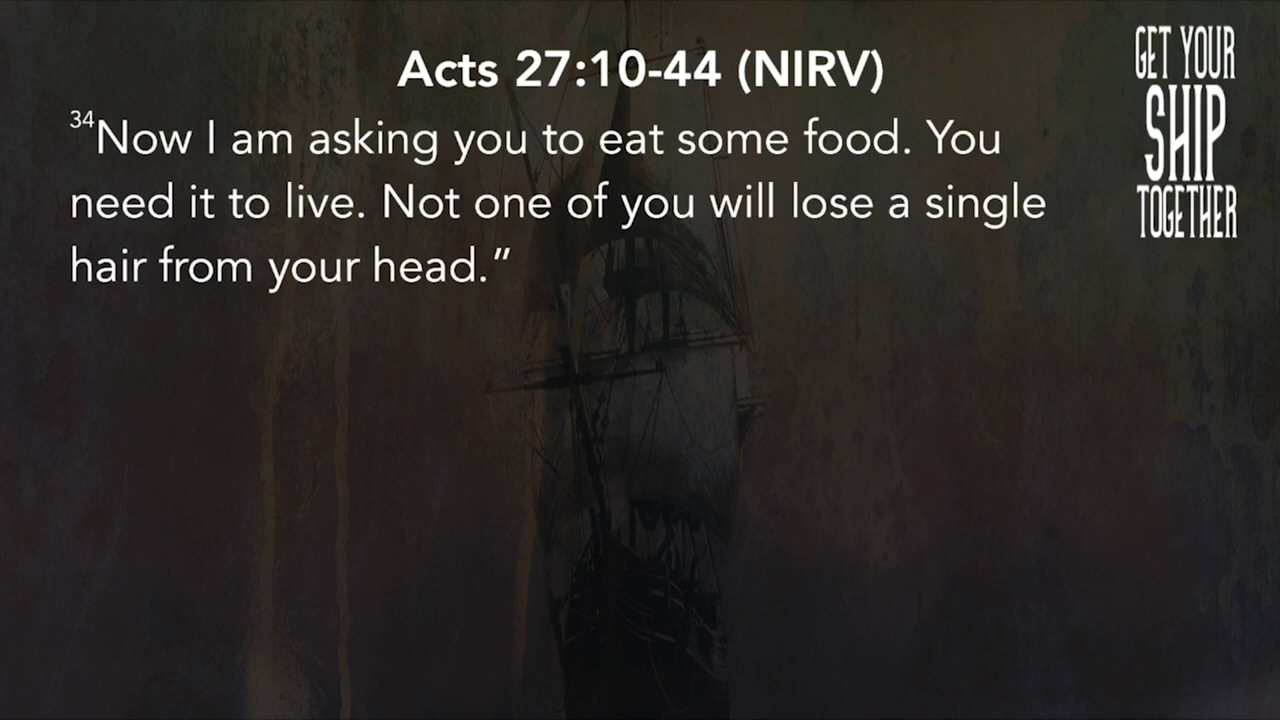 Acts 27:10-44 (NIRV)
34Now I am asking you to eat some food. You
need it to live. Not one of you will lose a single
hair from your head.”
GET YOUR
SHIP
TOGETHER